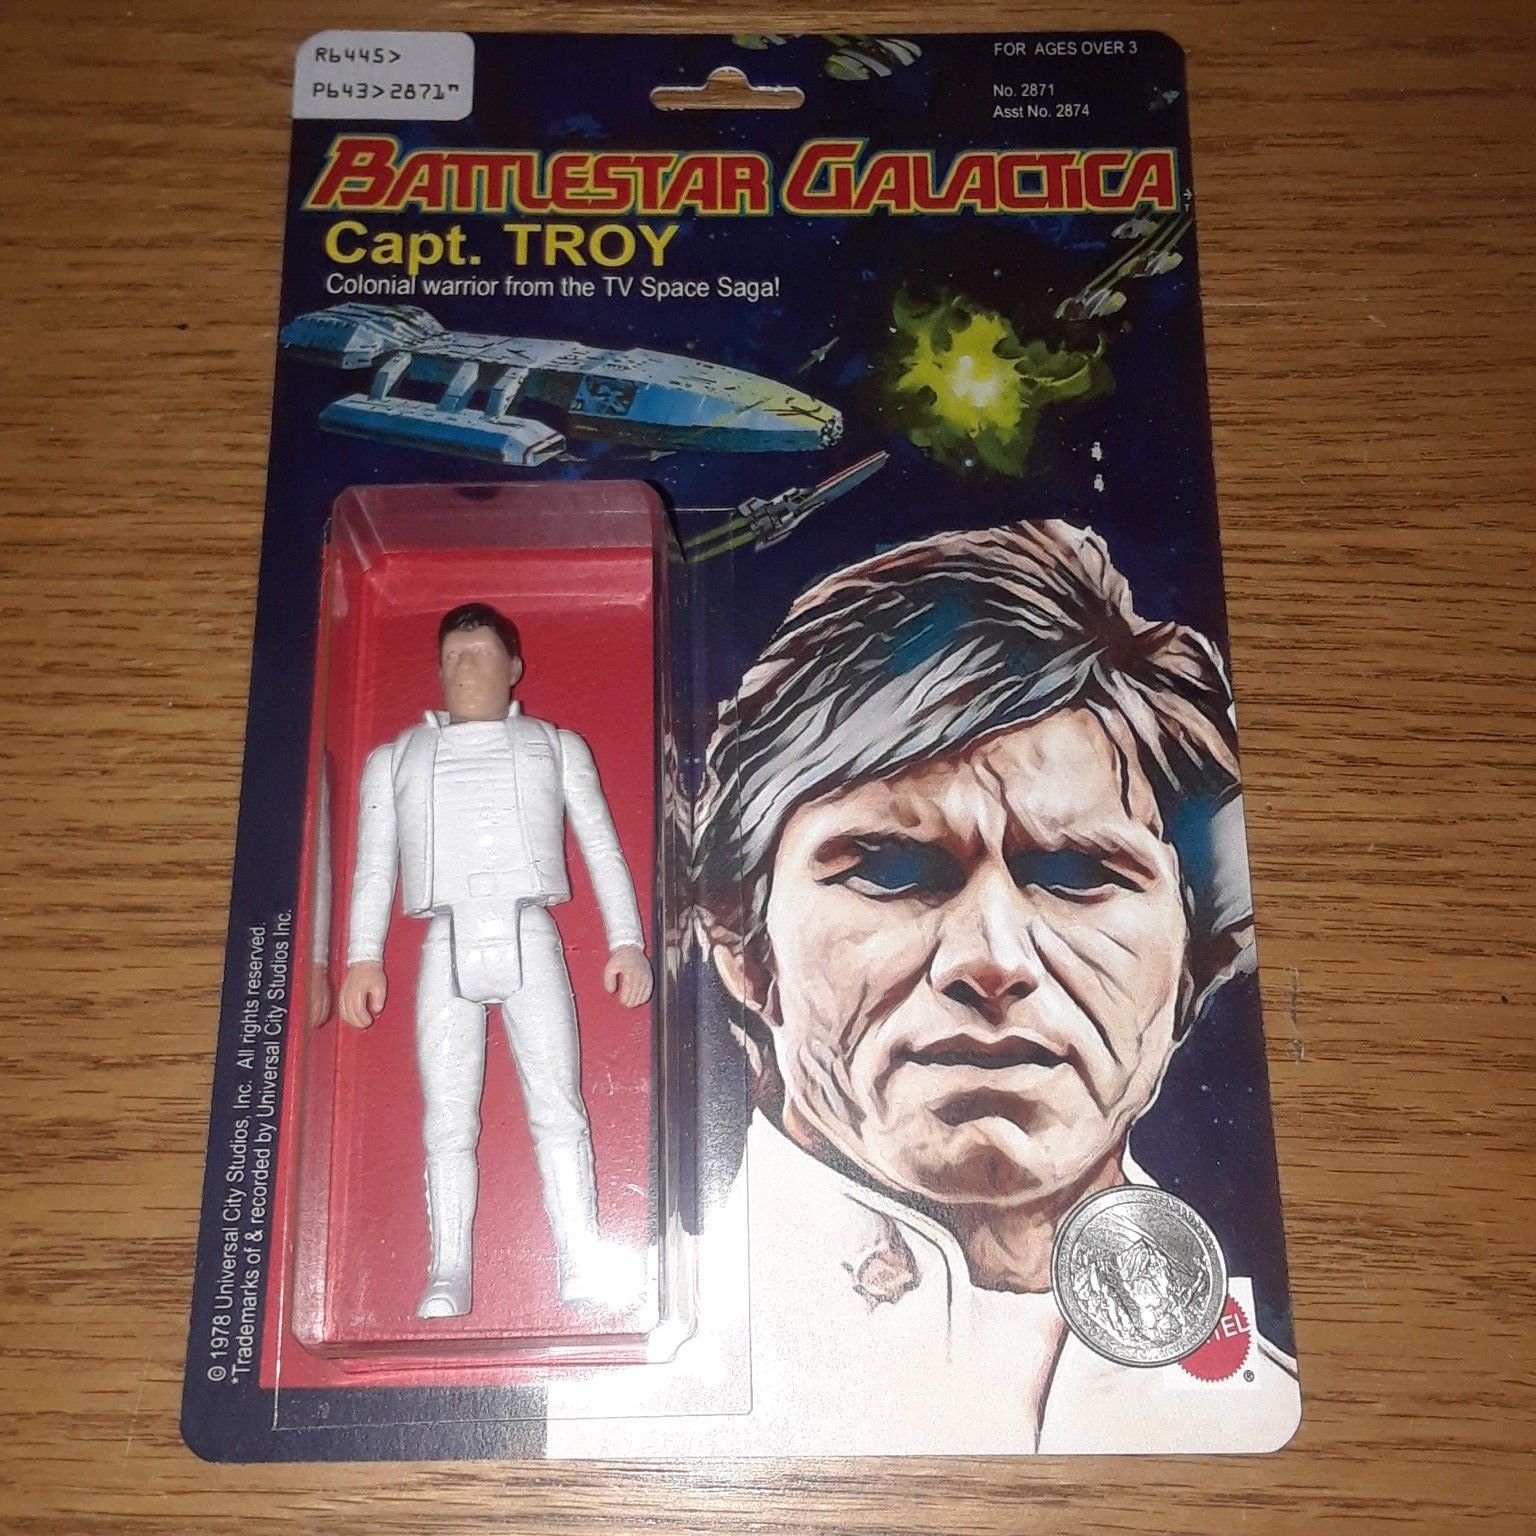 R6445>
P643>2871"
FOR AGES OVER 3
No. 2871
Asst No. 2874
BATTLESTAR GALACTICA
Capt. TROY
Colonial warrior from the TV Space Saga!
© 1978 Universal City Studios, Inc. All rights reserved.
*Trademarks of & recorded by Universal City Studios Inc.
TEL
®